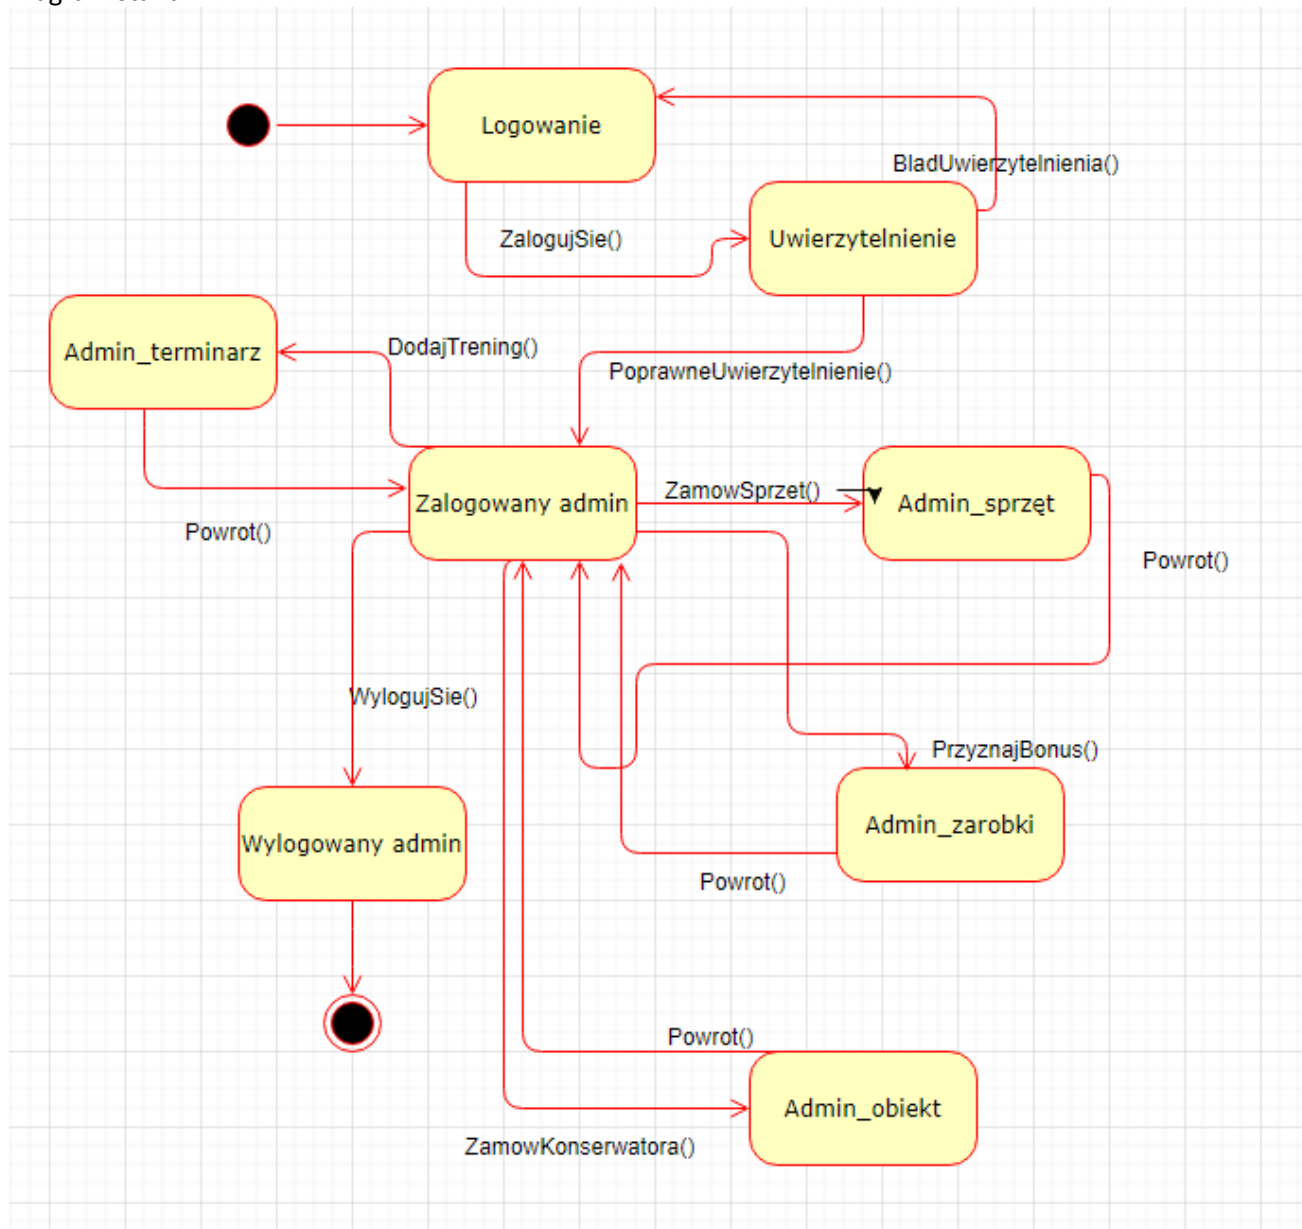 Logowanie
BladUwierzytelnienia()
ZalogujSie()
Uwierzytelnienie
Admin_terminarz
DodajTrening()
PoprawneUwierzytelnienie()
Zalogowany admin
ZamowSprzet()
Admin_sprzęt
Powrot()
Powrot()
WylogujSie()
PrzyznajBonus()
Admin_zarobki
Wylogowany admin
Powrot()
Powrot()
Admin_obiekt
ZamowKonserwatora()